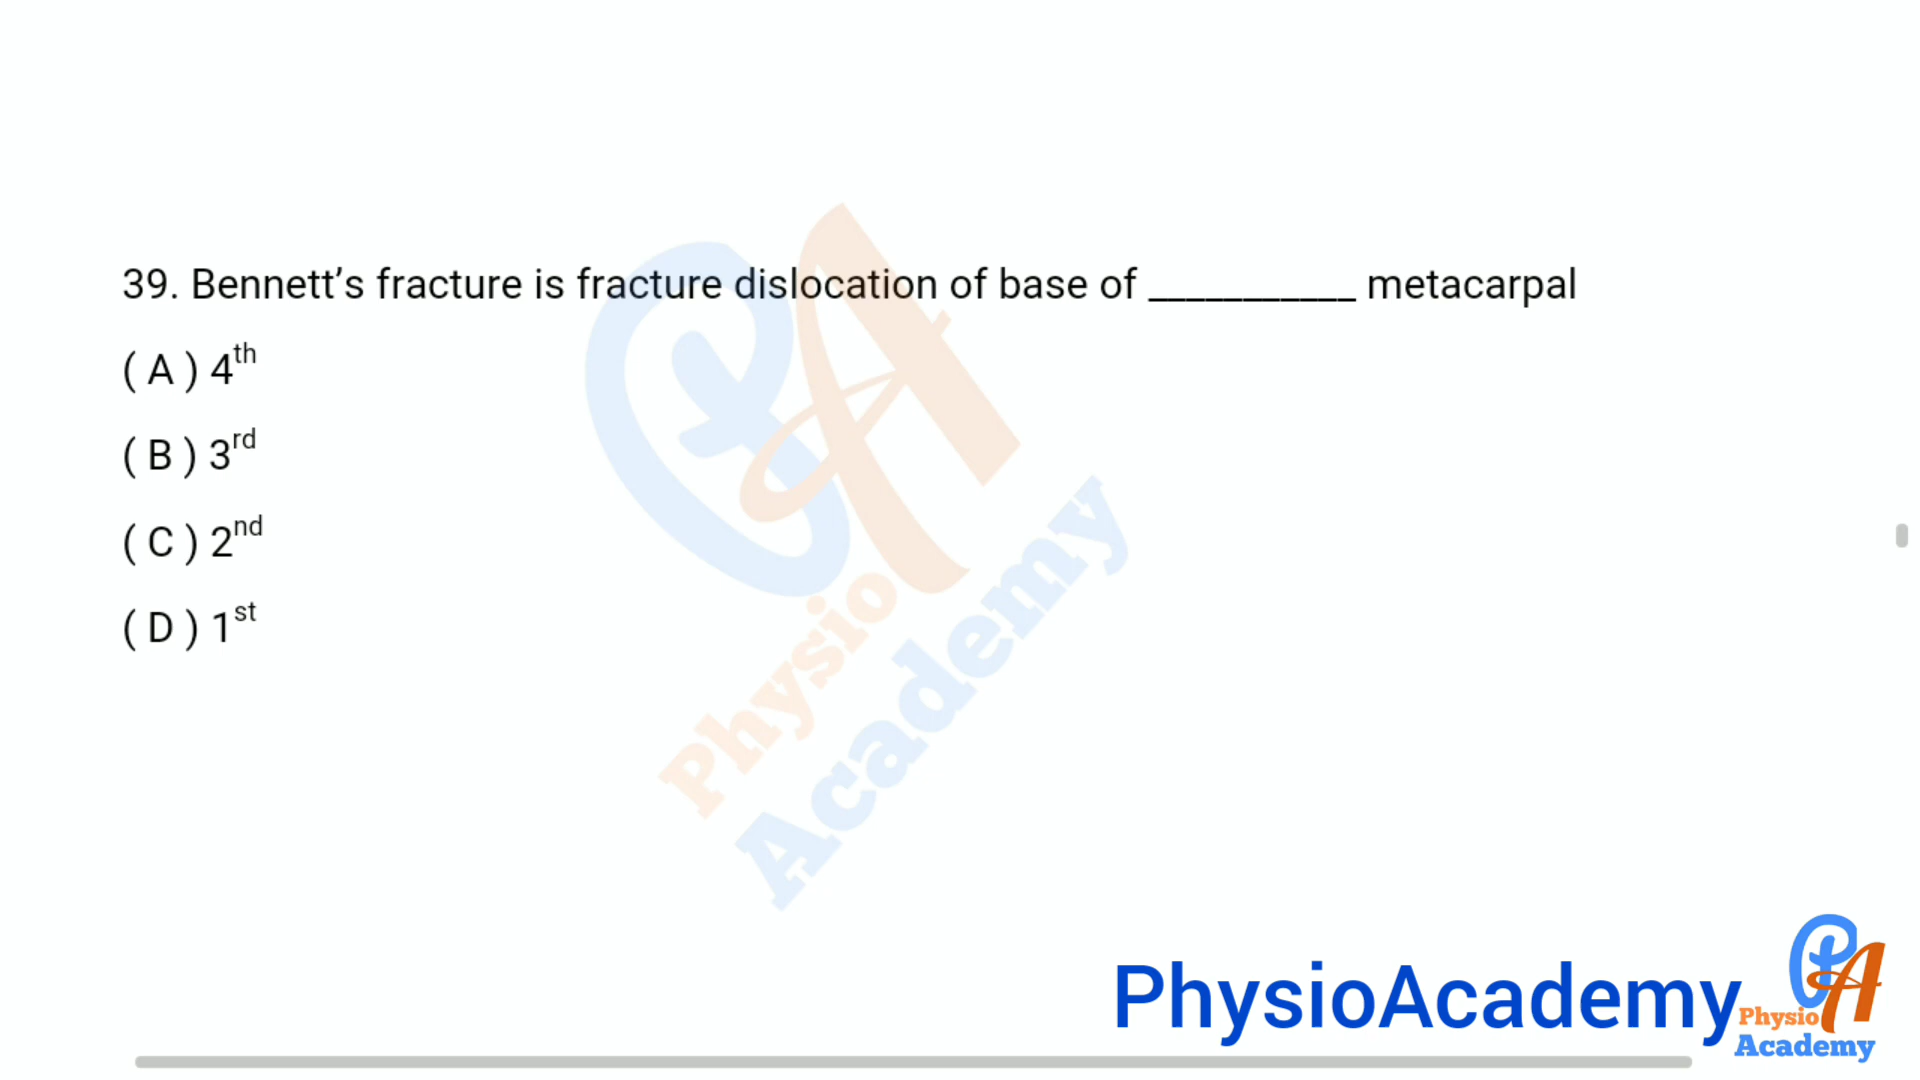 39. Bennett’s fracture is fracture dislocation of base of ___________ metacarpal
( A ) 4th
( B ) 3rd
( C ) 2nd
( D ) 1st
Physio
Academy
PhysioAcademy
Physio
Academy